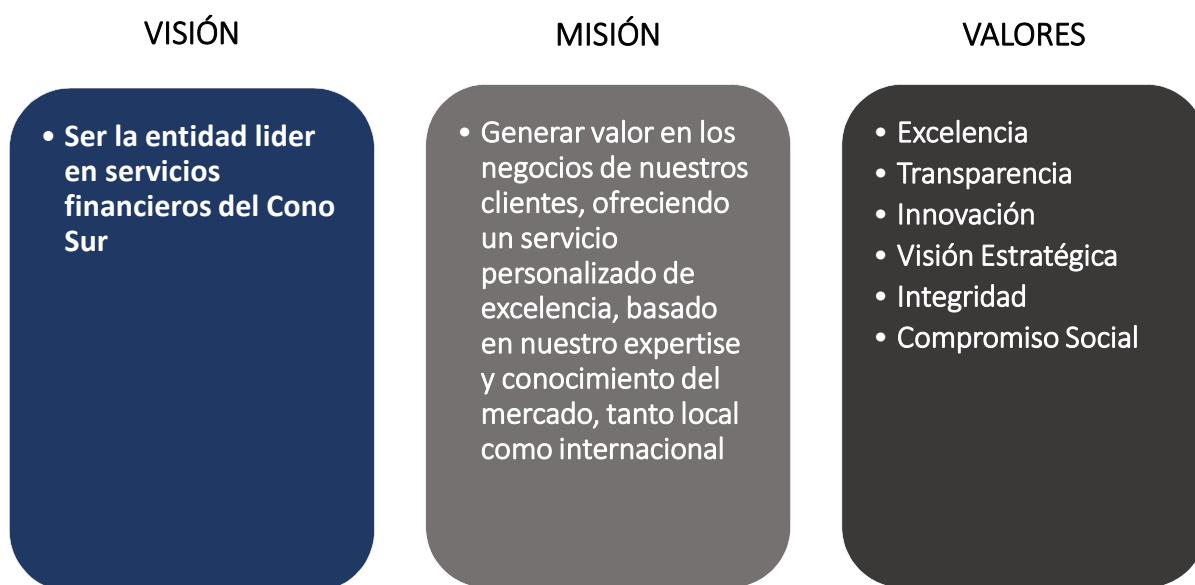 VISIÓN
• Ser la entidad lider
en servicios
financieros del Cono
Sur
MISIÓN
• Generar valor en los
negocios de nuestros
clientes, ofreciendo
un servicio
personalizado de
excelencia, basado
en nuestro expertise
y conocimiento del
mercado, tanto local
como internacional
VALORES
• Excelencia
• Transparencia
• Innovación
• Visión Estratégica
• Integridad
• Compromiso Social